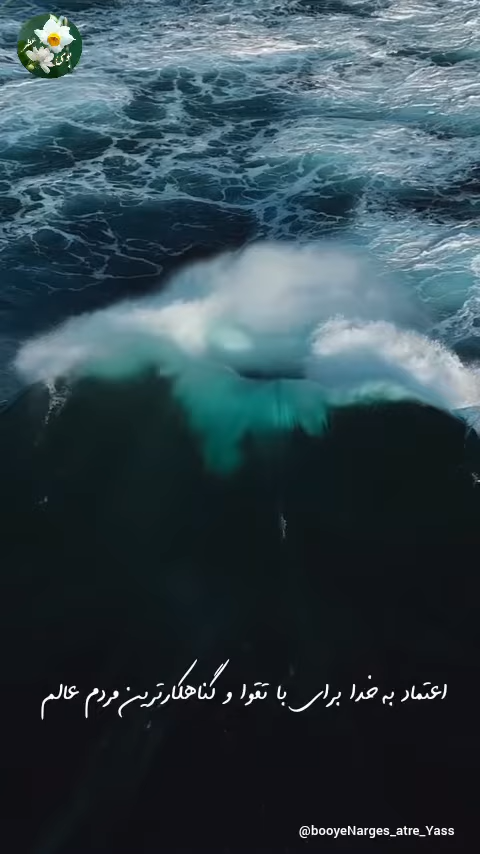 اعتماد به خدا برای با تقوا و گناهکارترین مردم عالم
@booyeNarges_atre_Yass